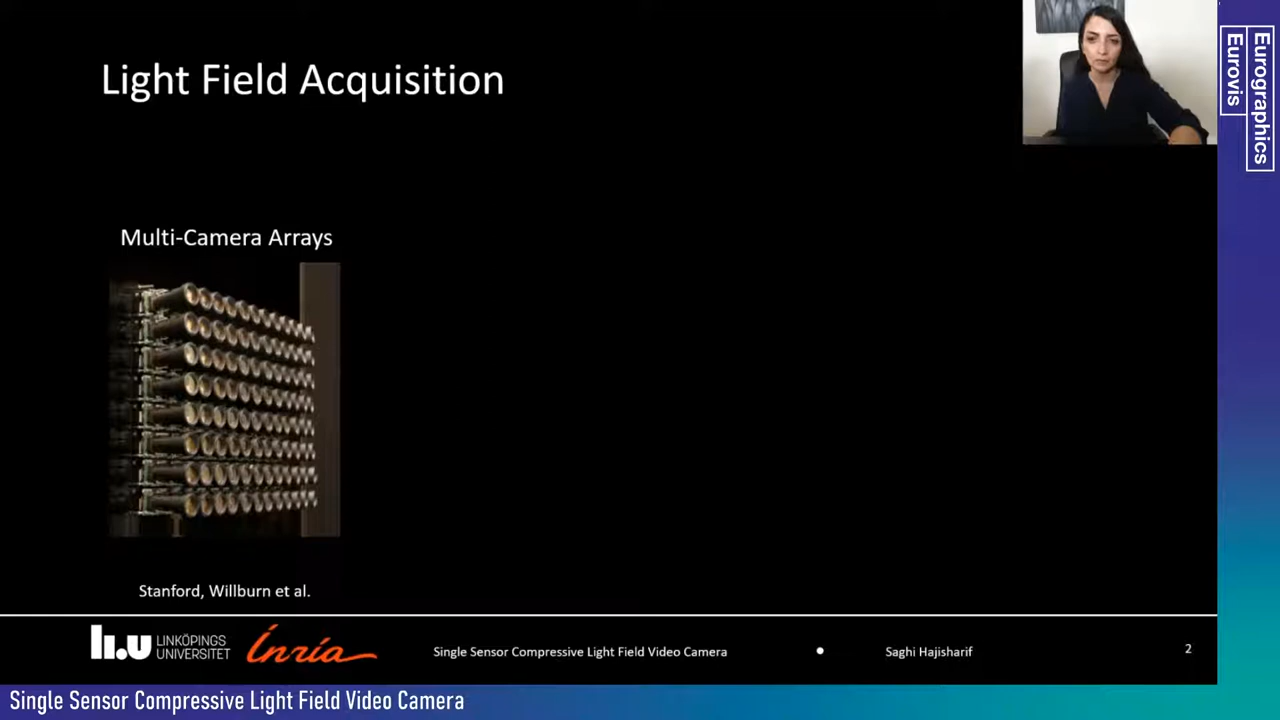 Light Field Acquisition
Multi-Camera Arrays
Stanford, Willburn et al.
li.u LINKÖPINGS
UNIVERSITET
Inria
Single Sensor Compressive Light Field Video Camera
Saghi Hajisharif
2
Eurographics
Eurovis
Single Sensor Compressive Light Field Video Camera